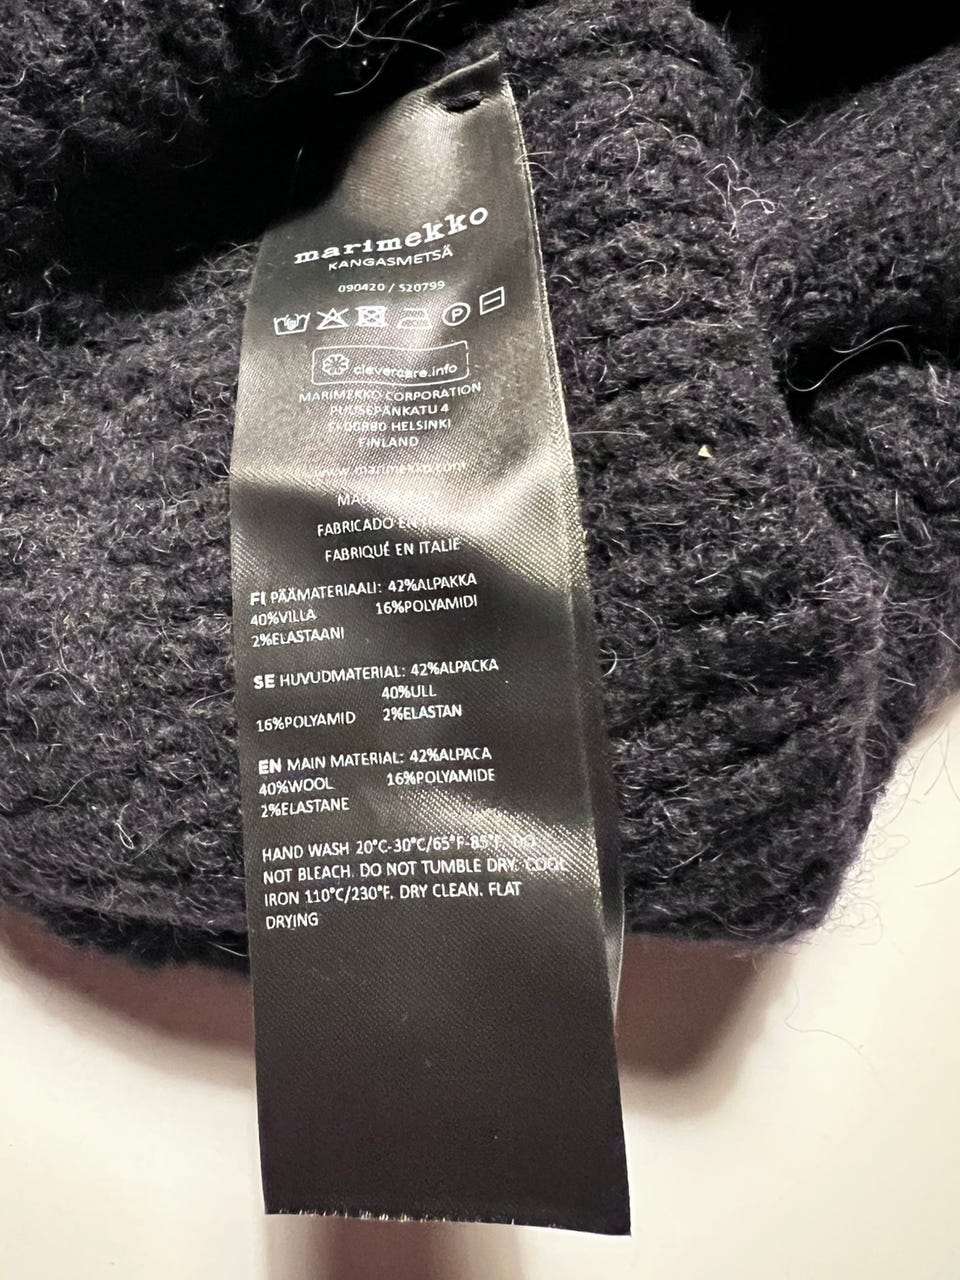 marimekko
KANGASMETSÄ
090420 / 520799
P
clevercare.info
MARIMEKKO CORPORATION
PUUSEPÄNKATU 4
FI-00880 HELSINKI
FINLAND
www.marimekko.com
FABRICADO EN
FABRIQUÉ EN ITALIE
FI PÄÄMATERIAALI: 42%ALPAKKA
40%VILLA 16%POLYAMIDI
2%ELASTAANI
SE HUVUDMATERIAL: 42%ALPACKA
40%ULL
16%POLYAMID 2%ELASTAN
EN MAIN MATERIAL: 42%ALPACA
40%WOOL 16%POLYAMIDE
2%ELASTANE
HAND WASH 20°C-30°C/65°F-85°F. DO
NOT BLEACH. DO NOT TUMBLE DRY. COOL
IRON 110°C/230°F. DRY CLEAN. FLAT
DRYING